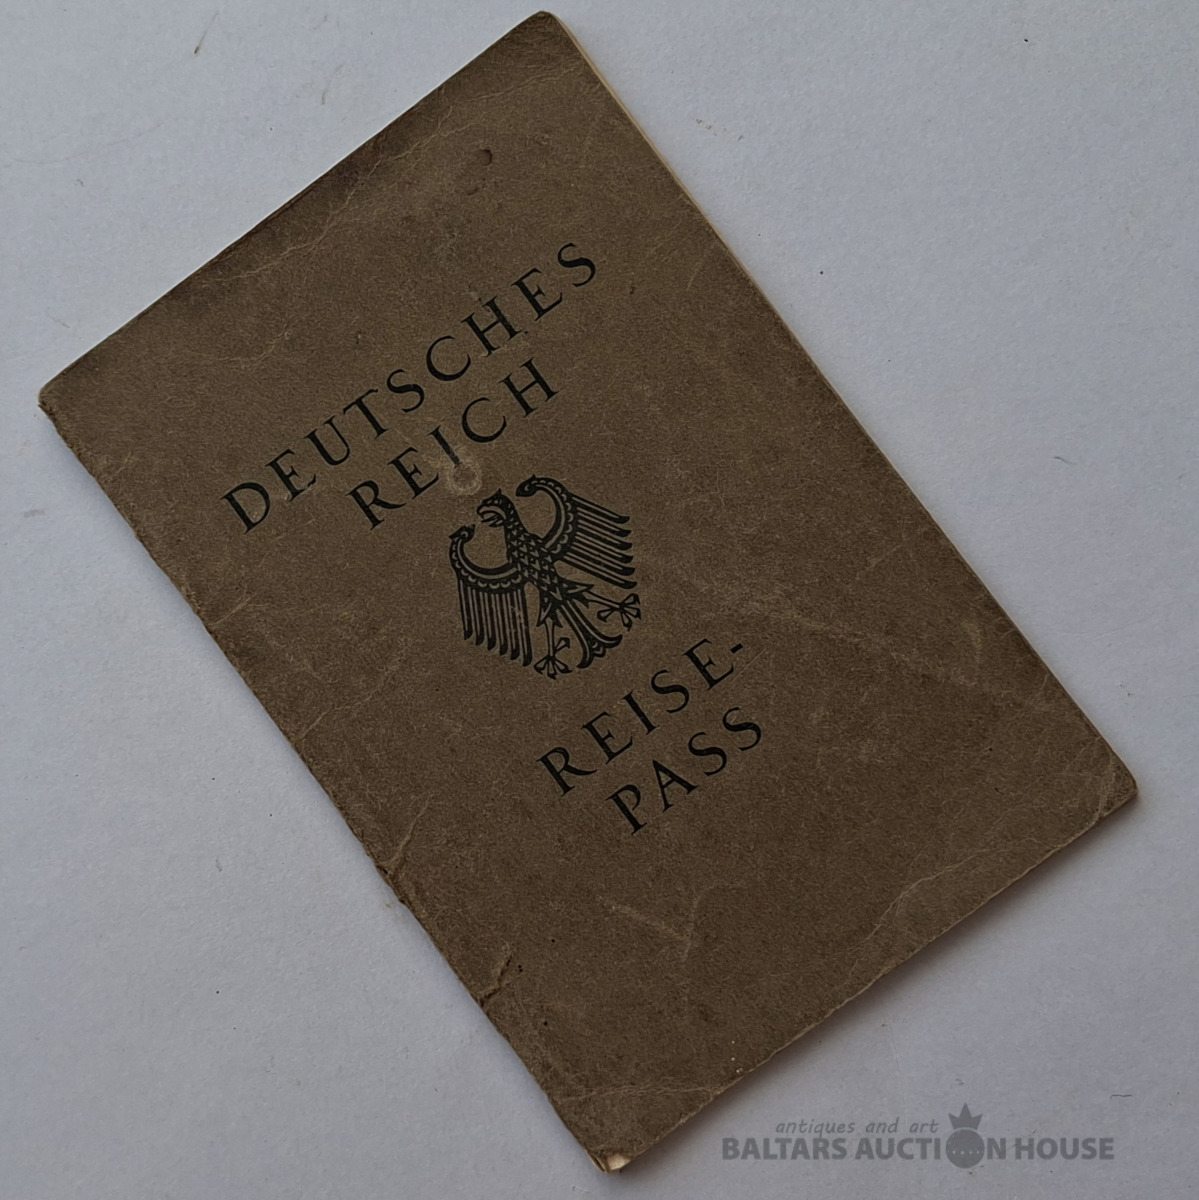 DEUTSCHES
REICH
REISE-
PASS
antiques and art
BALTARS AUCTION HOUSE